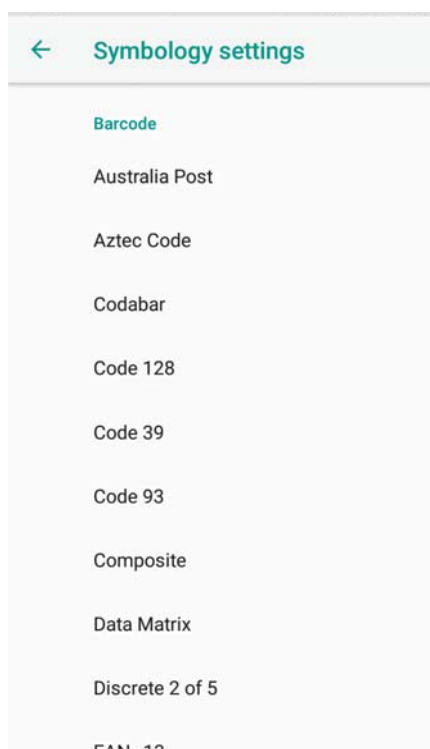 Symbology settings
Barcode
Australia Post
Aztec Code
Codabar
Code 128
Code 39
Code 93
Composite
Data Matrix
Discrete 2 of 5